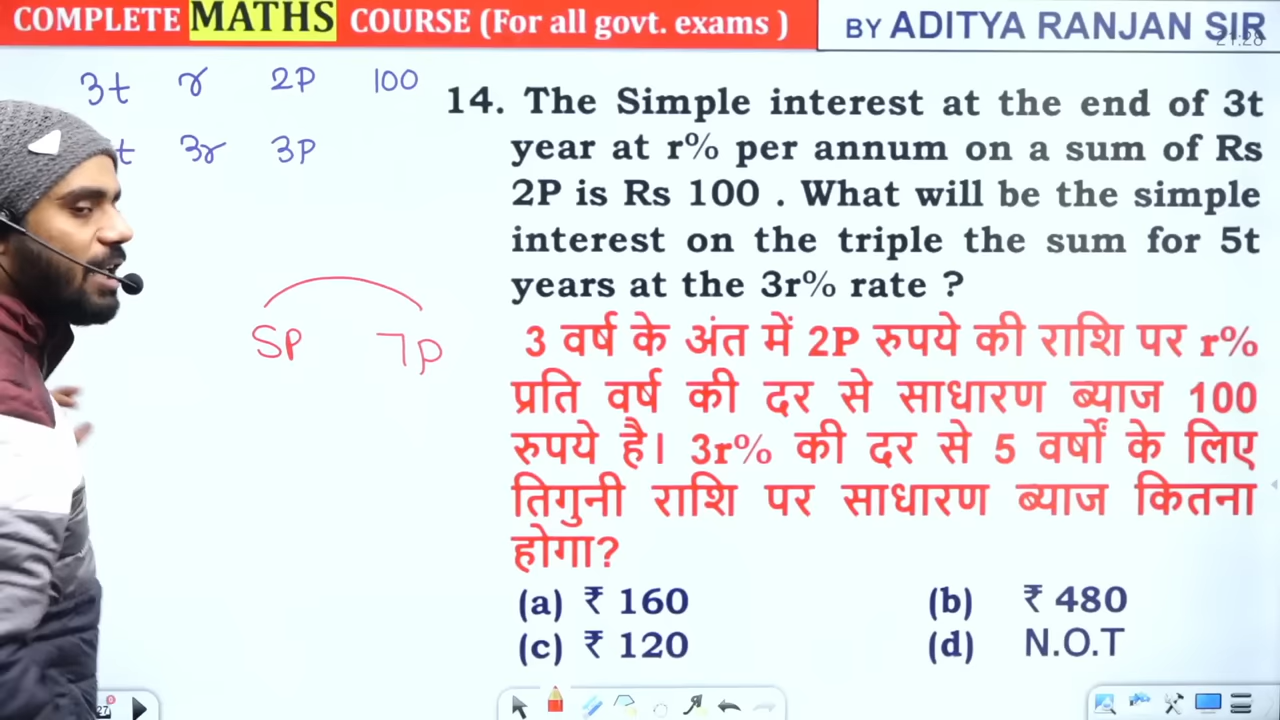 COMPLETE MATHS COURSE (For all govt. exams )
BY ADITYA RANJAN SIR
21:28
3t r 2P 100
t 3r 3P
5P 7P
14. The Simple interest at the end of 3t
year at r% per annum on a sum of Rs
2P is Rs 100 . What will be the simple
interest on the triple the sum for 5t
years at the 3r% rate ?
3 वर्ष के अंत में 2P रुपये की राशि पर r%
प्रति वर्ष की दर से साधारण ब्याज 100
रुपये है। 3r% की दर से 5 वर्षों के लिए
तिगुनी राशि पर साधारण ब्याज कितना
होगा?
(a) ₹ 160 (b) ₹ 480
(c) ₹ 120 (d) N.O.T
27